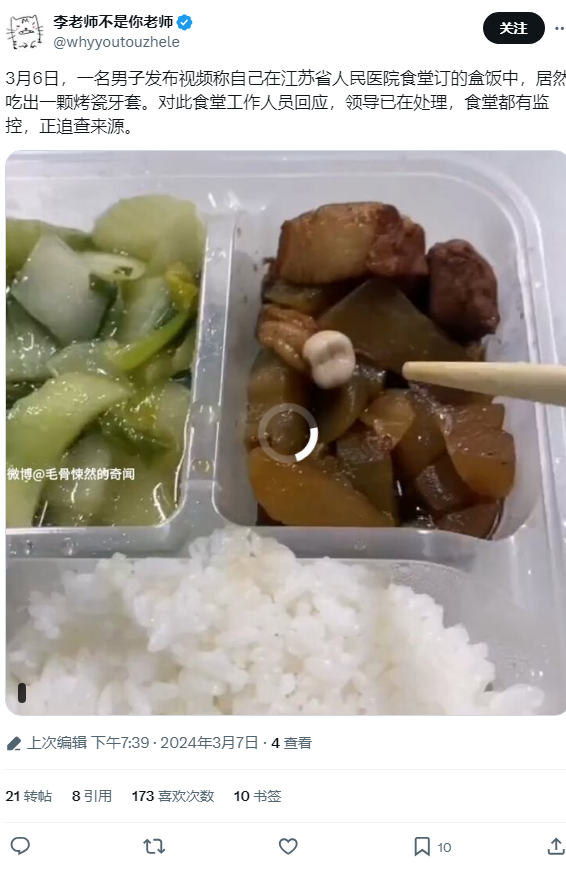 李老师不是你老师
@whyyoutouzhele
关注
3月6日，一名男子发布视频称自己在江苏省人民医院食堂订的盒饭中，居然
吃出一颗烤瓷牙套。对此食堂工作人员回应，领导已在处理，食堂都有监
控，正追查来源。
微博@毛骨悚然的奇闻
上次编辑 下午7:39 · 2024年3月7日 · 4 查看
21 转帖 8 引用 173 喜欢次数 10 书签
10